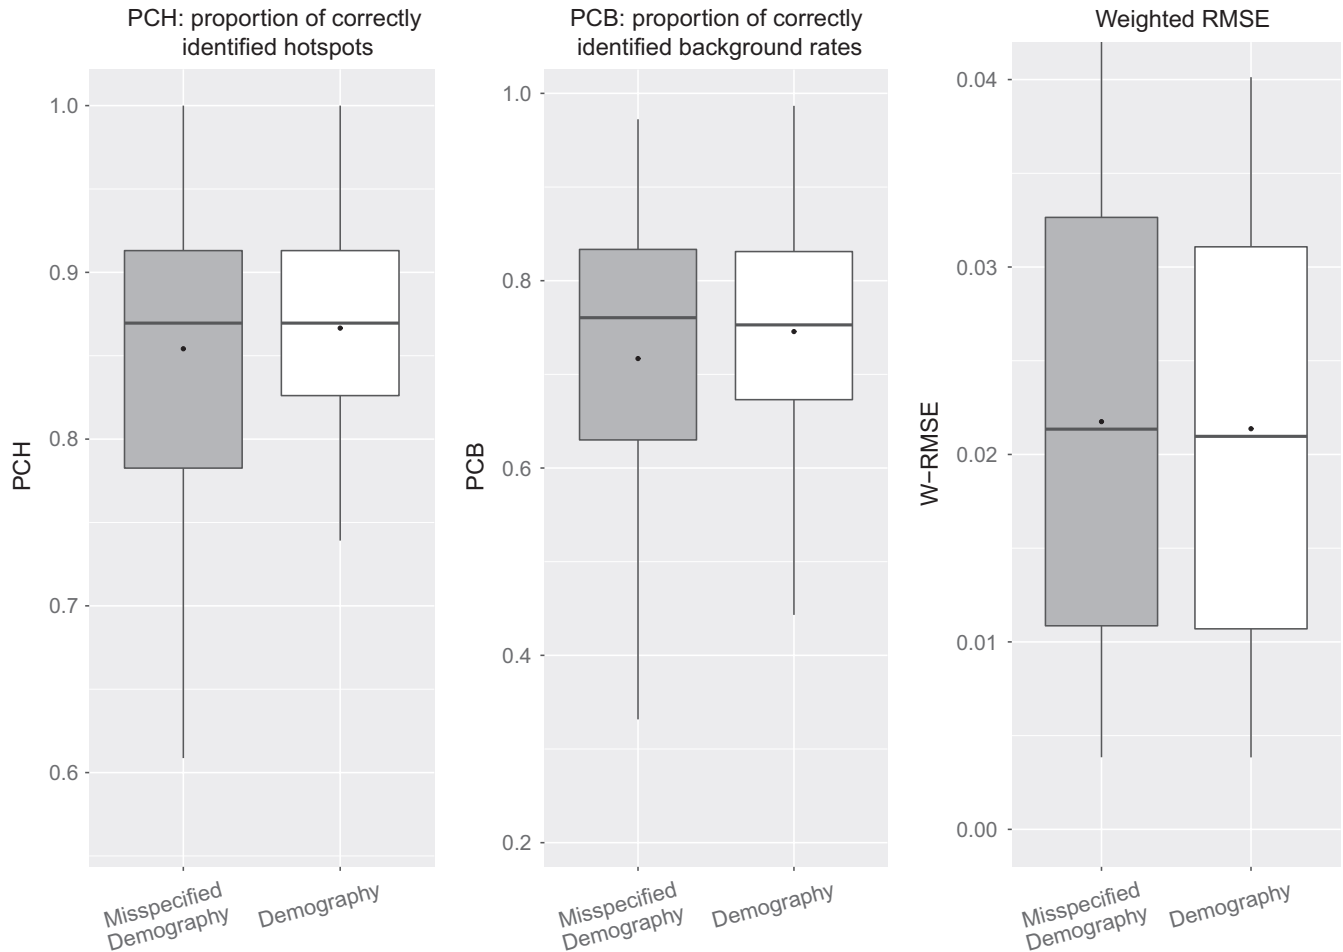 PCH: proportion of correctly
identified hotspots
PCH
1.0
0.9
0.8
0.7
0.6
Misspecified
Demography
Demography
PCB: proportion of correctly
identified background rates
PCB
1.0
0.8
0.6
0.4
0.2
Misspecified
Demography
Demography
Weighted RMSE
W−RMSE
0.04
0.03
0.02
0.01
0.00
Misspecified
Demography
Demography